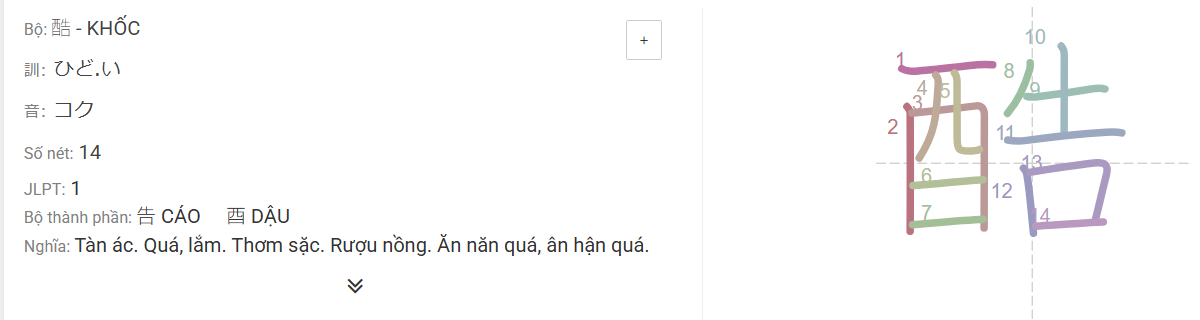 Bộ: 酷 - KHỐC
+
訓: ひど.い
音: コク
Số nét: 14
JLPT: 1
Bộ thành phần: 告 CÁO 酉 DẬU
Nghĩa: Tàn ác. Quá, lắm. Thơm sặc. Rượu nồng. Ăn năn quá, ân hận quá.
酷
1
2
3
4
5
6
7
8
9
10
11
12
13
14